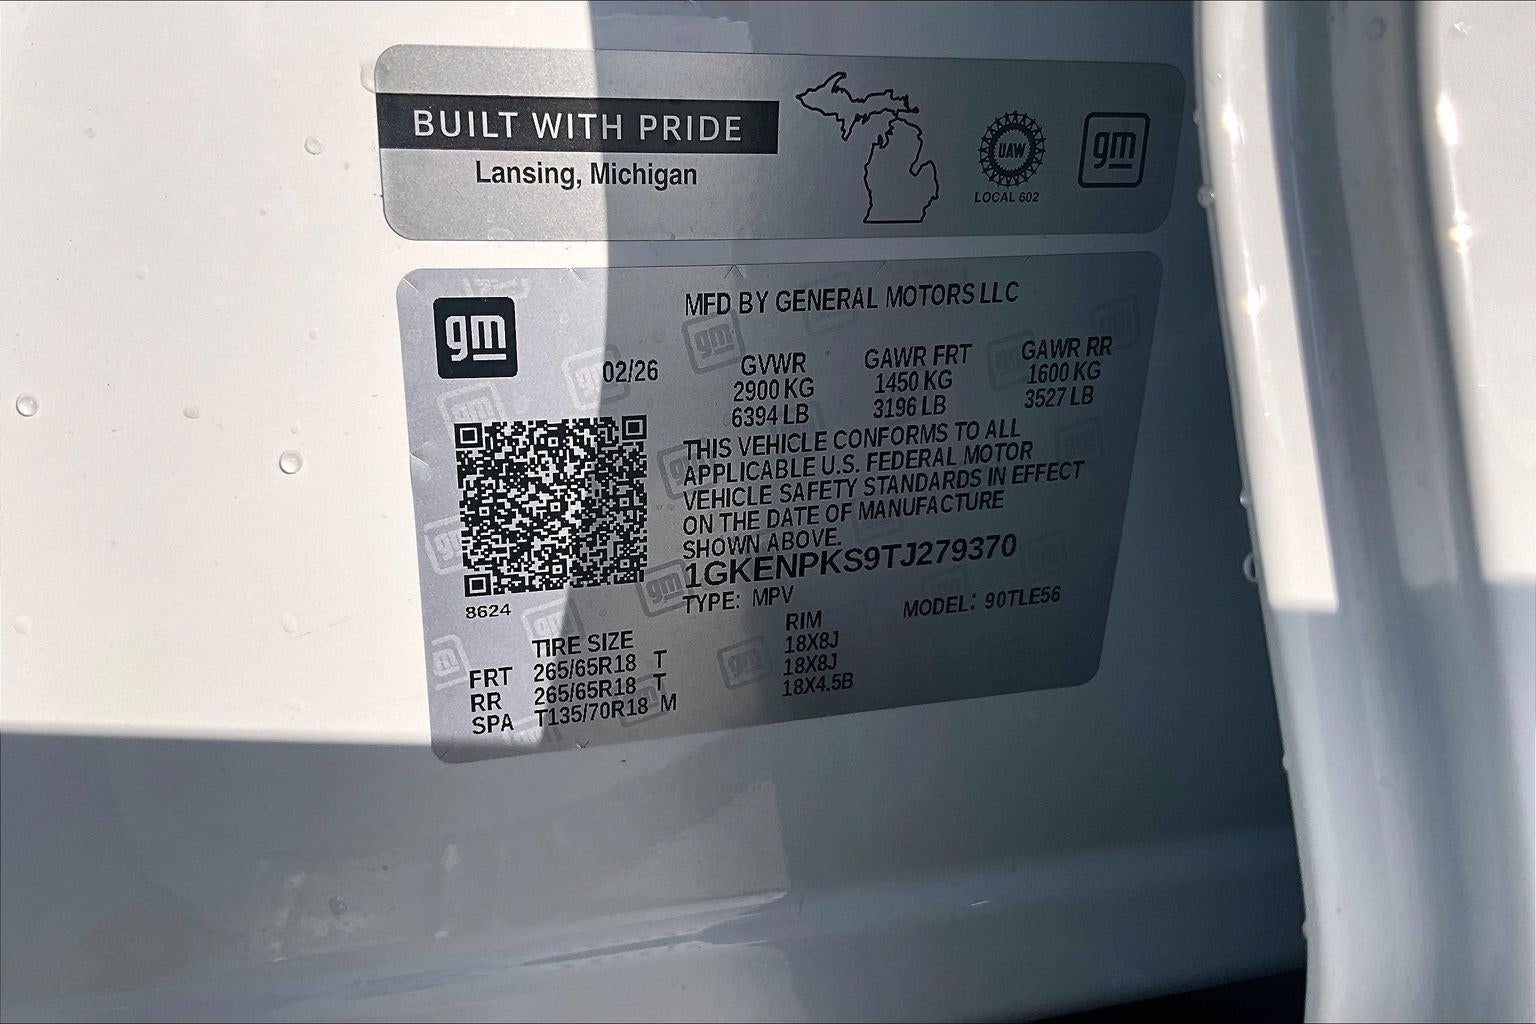 BUILT WITH PRIDE
Lansing, Michigan
UAW
LOCAL 602
gm
gm
MFD BY GENERAL MOTORS LLC
02/26 GVWR GAWR FRT GAWR RR
2900 KG 1450 KG 1600 KG
6394 LB 3196 LB 3527 LB
THIS VEHICLE CONFORMS TO ALL
APPLICABLE U.S. FEDERAL MOTOR
VEHICLE SAFETY STANDARDS IN EFFECT
ON THE DATE OF MANUFACTURE
SHOWN ABOVE.
1GKENPKS9TJ279370
TYPE: MPV MODEL: 90TLE56
8624
TIRE SIZE RIM
FRT 265/65R18 T 18X8J
RR 265/65R18 T 18X8J
SPA T135/70R18 M 18X4.5B